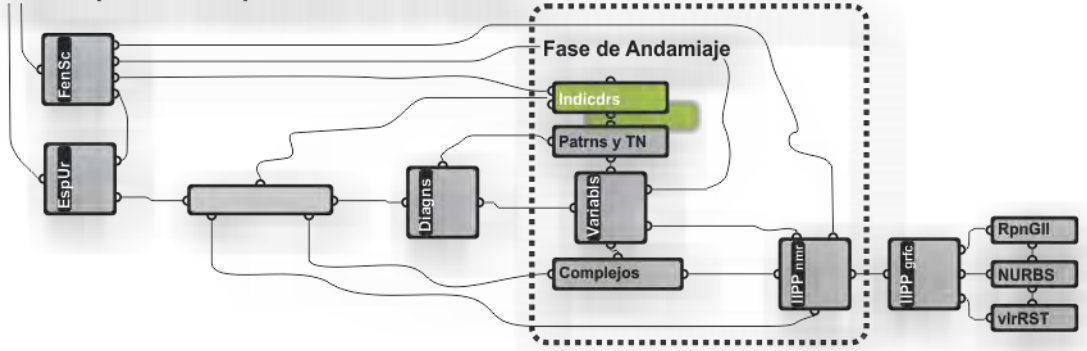 FenSc
Fase de Andamiaje
Indicdrs
Patrns y TN
EspUr
Diagns
Variabls
Complejos
IIPP nmr
IIPP grfc
RpnGII
NURBS
vlrRST